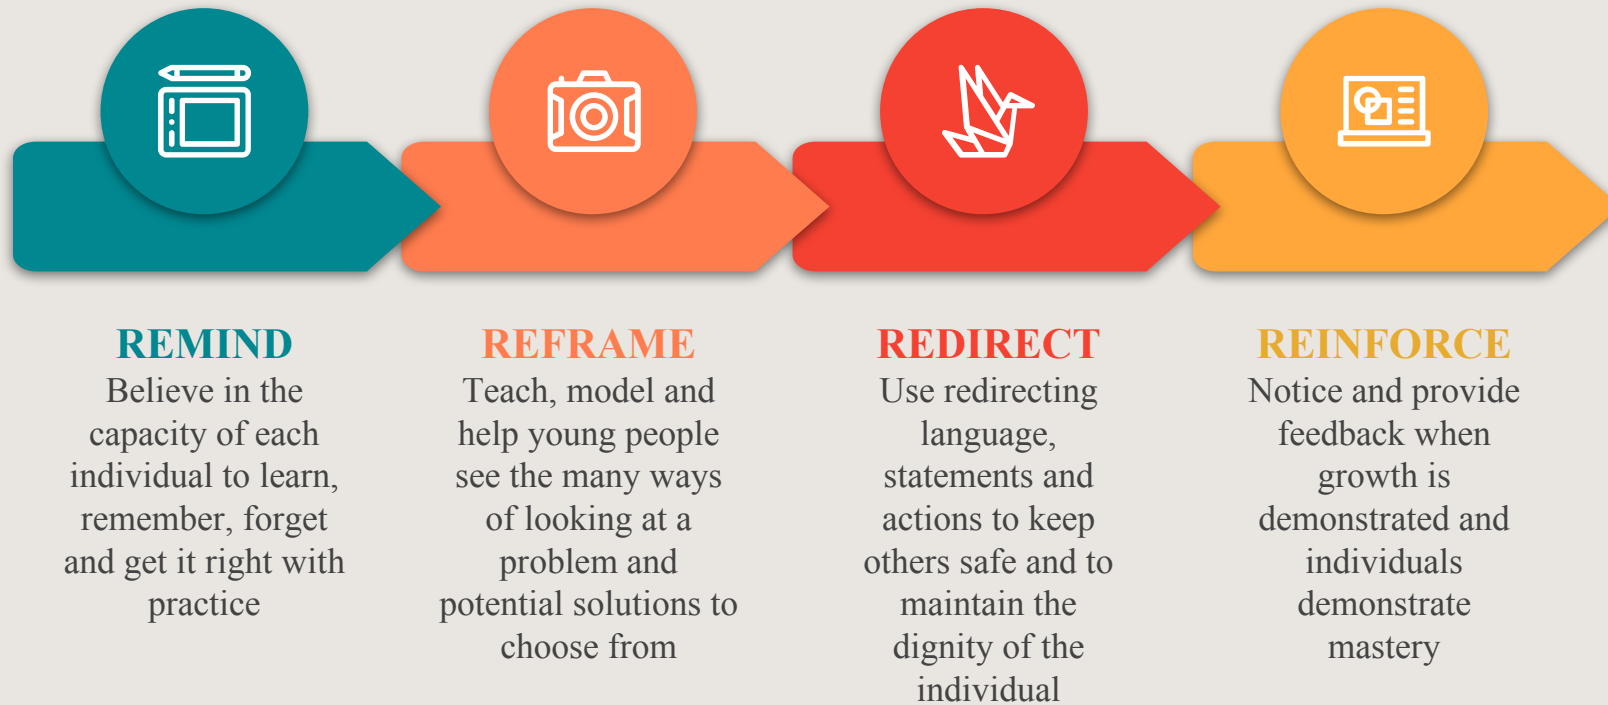 REMIND
Believe in the
capacity of each
individual to learn,
remember, forget
and get it right with
practice
REFRAME
Teach, model and
help young people
see the many ways
of looking at a
problem and
potential solutions to
choose from
REDIRECT
Use redirecting
language,
statements and
actions to keep
others safe and to
maintain the
dignity of the
individual
REINFORCE
Notice and provide
feedback when
growth is
demonstrated and
individuals
demonstrate
mastery